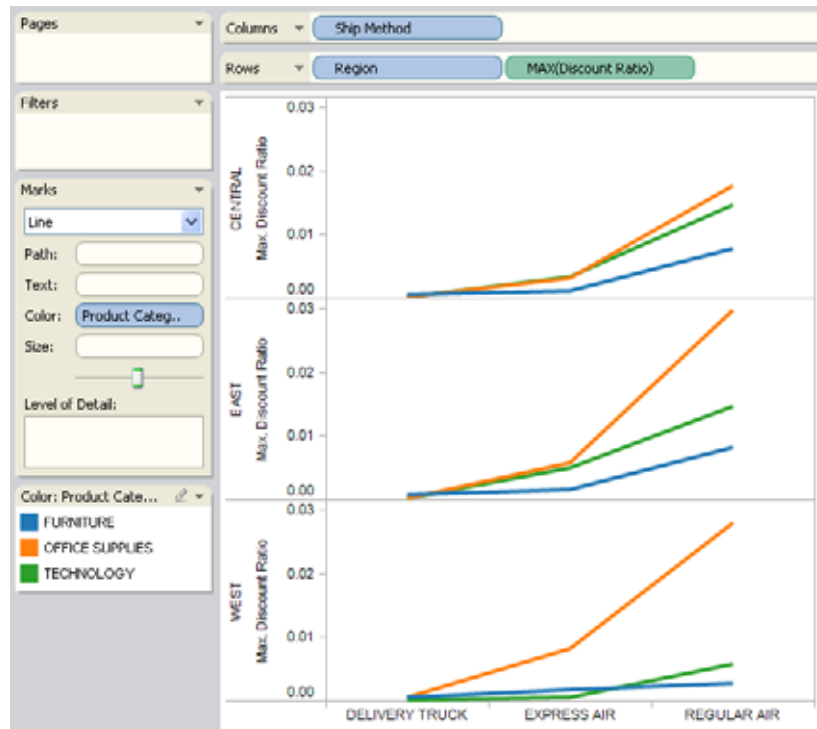 Pages
Filters
Marks
Line
Path:
Text:
Color: Product Categ..
Size:
Level of Detail:
Color: Product Cate...
FURNITURE
OFFICE SUPPLIES
TECHNOLOGY
Columns Ship Method
Rows Region MAX(Discount Ratio)
CENTRAL
Max. Discount Ratio
0.03
0.02
0.01
0.00
EAST
Max. Discount Ratio
0.03
0.02
0.01
0.00
WEST
Max. Discount Ratio
0.03
0.02
0.01
0.00
DELIVERY TRUCK EXPRESS AIR REGULAR AIR